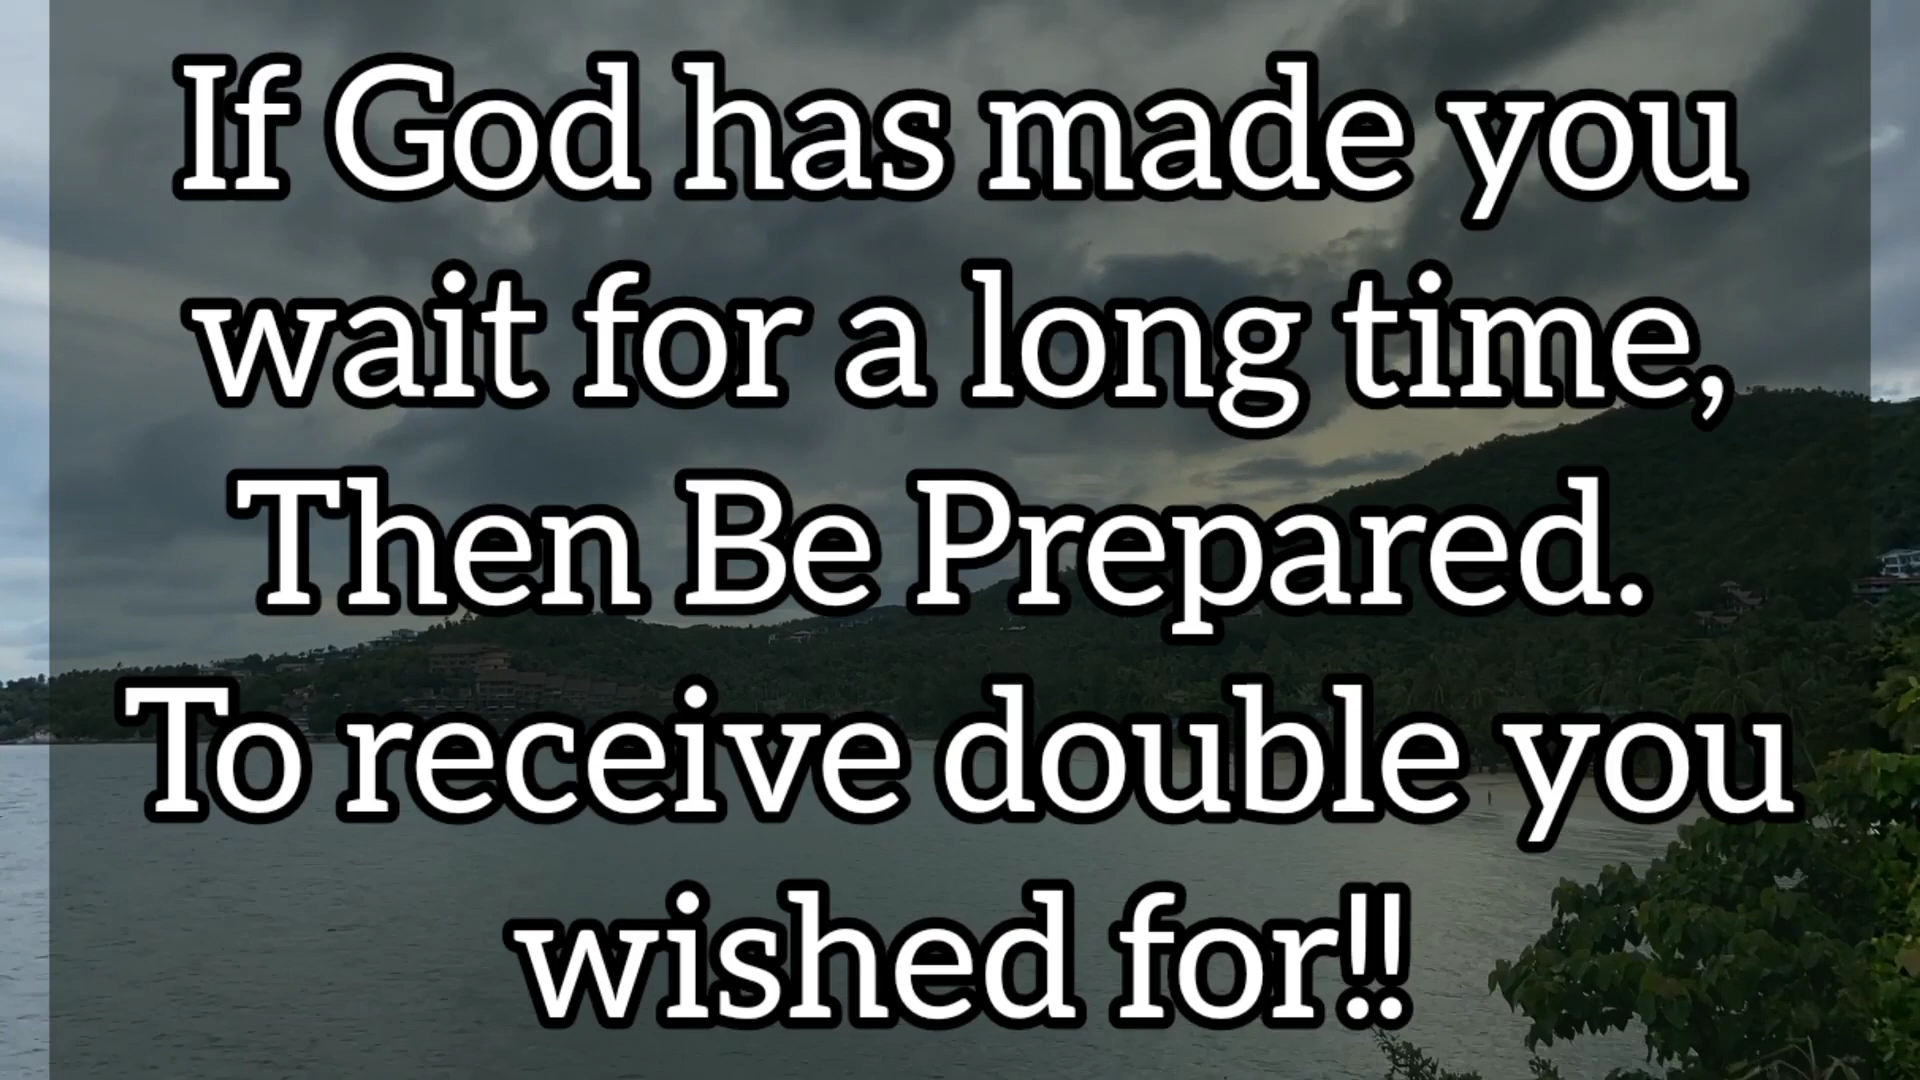 If God has made you
wait for a long time,
Then Be Prepared.
To receive double you
wished for!!